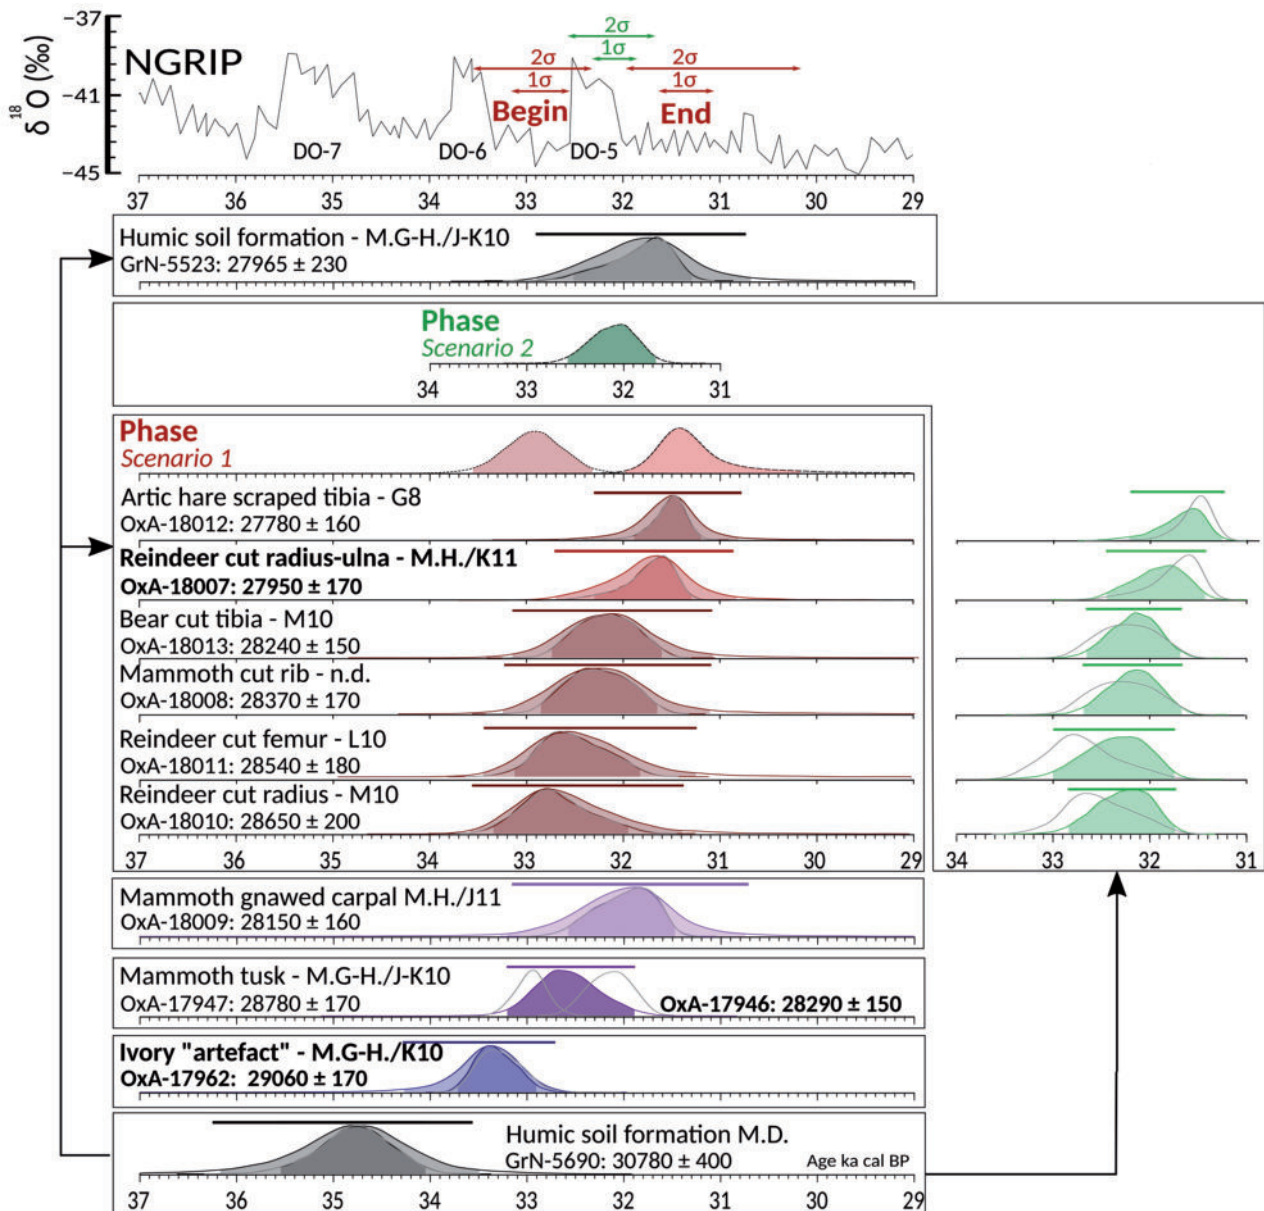 −37
−41
−45
δ 18 O (‰)
NGRIP
2σ
1σ
2σ
1σ
Begin
2σ
1σ
End
DO-7
DO-6
DO-5
37 36 35 34 33 32 31 30 29
Humic soil formation - M.G-H./J-K10
GrN-5523: 27965 ± 230
Phase
Scenario 2
34 33 32 31
Phase
Scenario 1
Artic hare scraped tibia - G8
OxA-18012: 27780 ± 160
Reindeer cut radius-ulna - M.H./K11
OxA-18007: 27950 ± 170
Bear cut tibia - M10
OxA-18013: 28240 ± 150
Mammoth cut rib - n.d.
OxA-18008: 28370 ± 170
Reindeer cut femur - L10
OxA-18011: 28540 ± 180
Reindeer cut radius - M10
OxA-18010: 28650 ± 200
37 36 35 34 33 32 31 30 29
34 33 32 31
Mammoth gnawed carpal M.H./J11
OxA-18009: 28150 ± 160
Mammoth tusk - M.G-H./J-K10
OxA-17947: 28780 ± 170
OxA-17946: 28290 ± 150
Ivory "artefact" - M.G-H./K10
OxA-17962: 29060 ± 170
Humic soil formation M.D.
GrN-5690: 30780 ± 400
Age ka cal BP
37 36 35 34 33 32 31 30 29